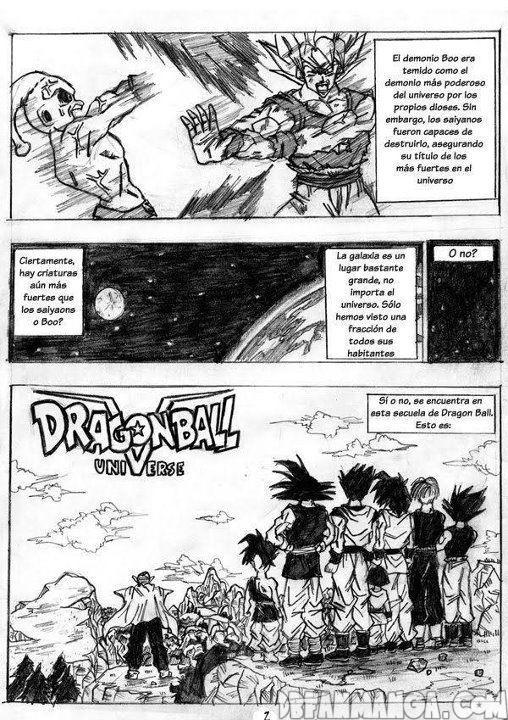 El demonio Boo era
temido como el
demonio más poderoso
del universo por los
propios dioses. Sin
embargo, los saiyanos
fueron capaces de
destruirlo, asegurando
su título de los
más fuertes en el
universo
Ciertamente,
hay criaturas
aún más
fuertes que
los saiyaons
o Boo?
La galaxia es un
lugar bastante
grande, no
importa el
universo. Sólo
hemos visto una
fracción de
todos sus
habitantes
O no?
DRAGONBALL
UNIVERSE
Sí o no, se encuentra en
esta secuela de Dragon Ball.
Esto es:
DBFANMANGA.COM